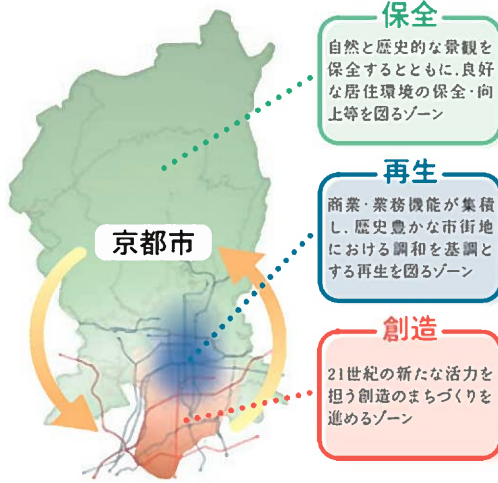 保全
自然と歴史的な景観を
保全するとともに、良好
な居住環境の保全・向
上等を図るゾーン
再生
商業・業務機能が集積
し、歴史豊かな市街地
における調和を基調と
する再生を図るゾーン
京都市
創造
21世紀の新たな活力を
担う創造のまちづくりを
進めるゾーン